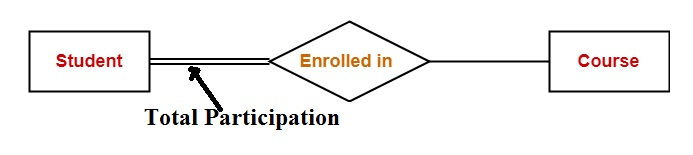 Student
Enrolled in
Course
Total Participation